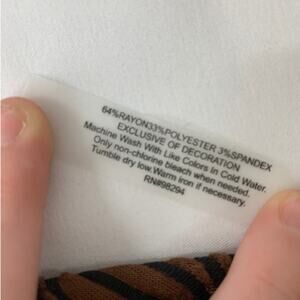 64%RAYON33%POLYESTER 3%SPANDEX
EXCLUSIVE OF DECORATION
Machine Wash With Like Colors In Cold Water.
Only non-chlorine bleach when needed.
Tumble dry low.Warm iron if necessary.
RN#98294